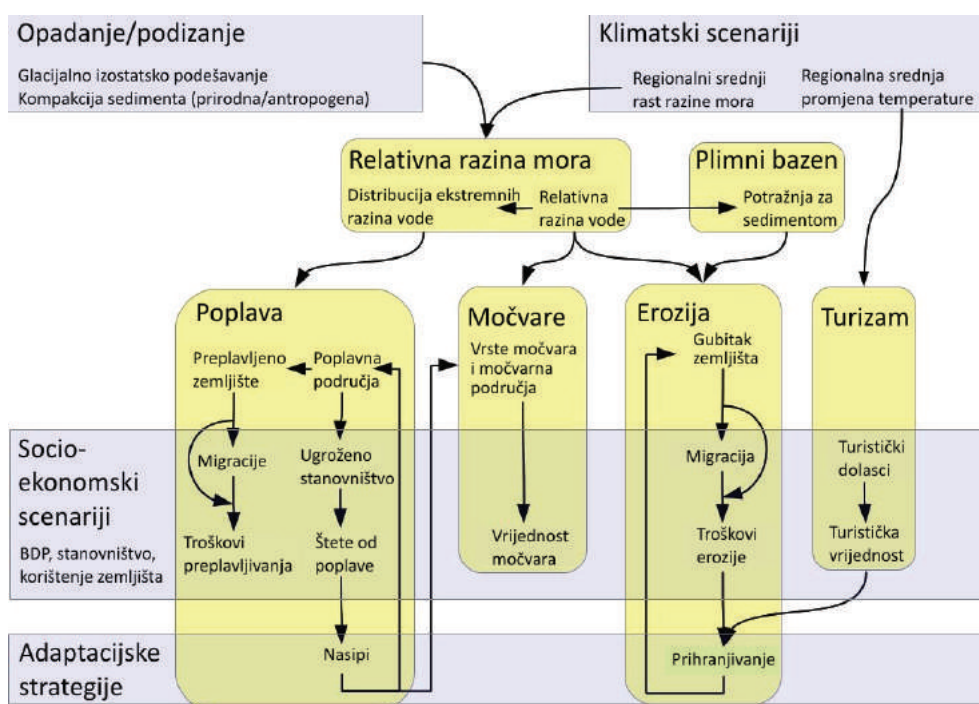 Opadanje/podizanje
Glacijalno izostatsko podešavanje
Kompakcija sedimenta (prirodna/antropogena)
Klimatski scenariji
Regionalni srednji
rast razine mora
Regionalna srednja
promjena temperature
Relativna razina mora
Distribucija ekstremnih
razina vode
Relativna
razina vode
Plimni bazen
Potražnja za
sedimentom
Poplava
Preplavljeno
zemljište
Poplavna
područja
Migracije
Ugroženo
stanovništvo
Troškovi
preplavljivanja
Štete od
poplave
Nasipi
Močvare
Vrste močvara
i močvarna
područja
Vrijednost
močvara
Erozija
Gubitak
zemljišta
Migracija
Troškovi
erozije
Prihranjivanje
Turizam
Turistički
dolasci
Turistička
vrijednost
Socio-
ekonomski
scenariji
BDP, stanovništvo,
korištenje zemljišta
Adaptacijske
strategije